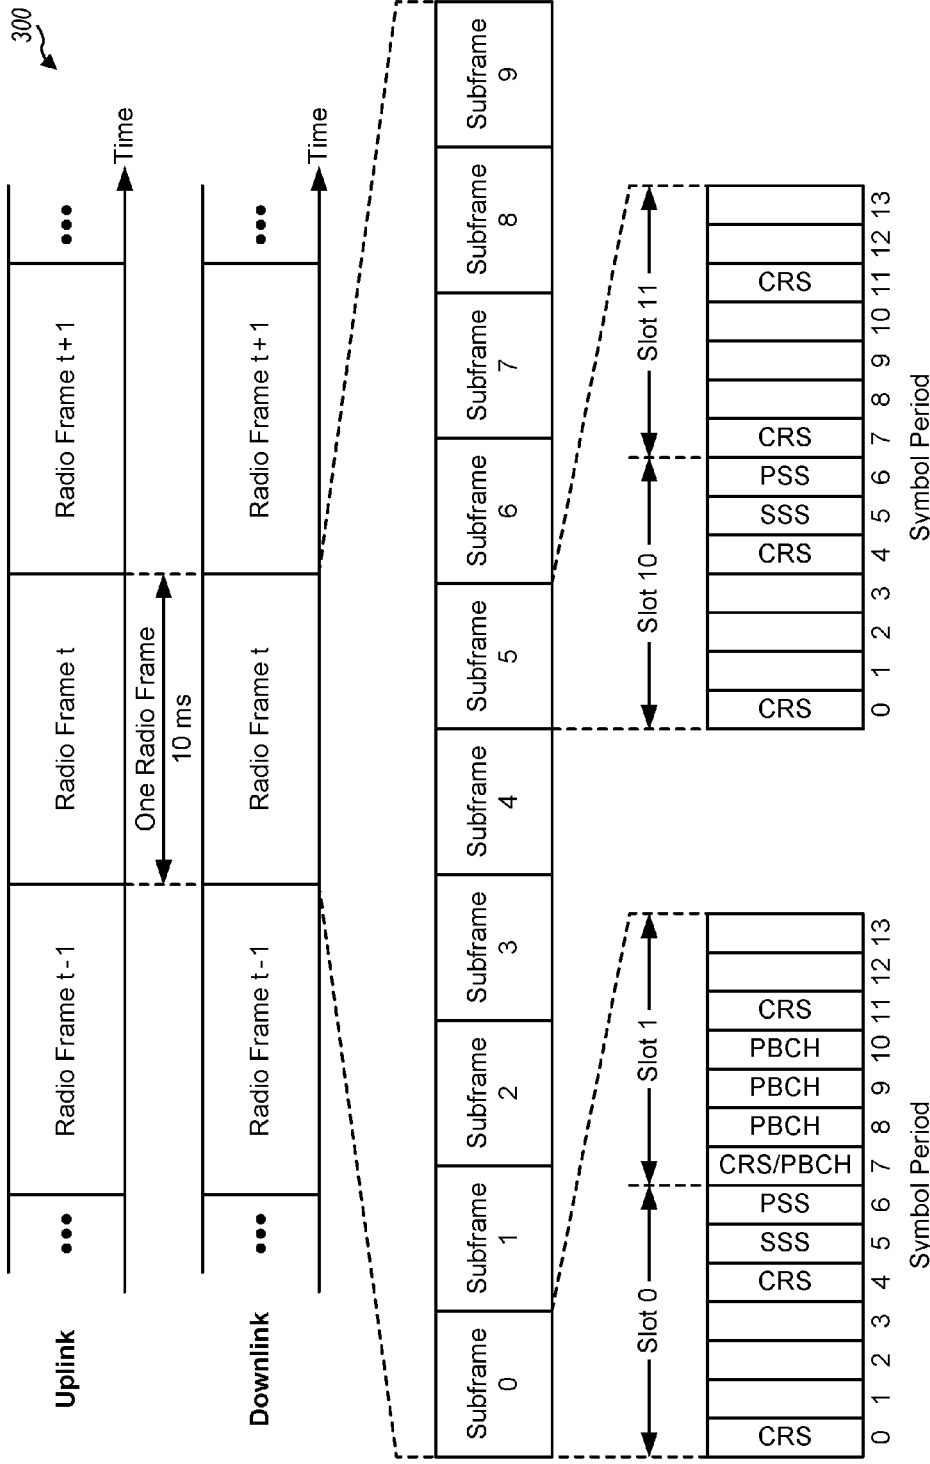 300
Uplink
••• Radio Frame t-1 Radio Frame t Radio Frame t+1 •••
Time
One Radio Frame
10 ms
Downlink
••• Radio Frame t-1 Radio Frame t Radio Frame t+1 •••
Time
Subframe 0 Subframe 1 Subframe 2 Subframe 3 Subframe 4 Subframe 5 Subframe 6 Subframe 7 Subframe 8 Subframe 9
Slot 0 Slot 1
CRS CRS SSS PSS CRS/PBCH PBCH PBCH PBCH CRS
0 1 2 3 4 5 6 7 8 9 10 11 12 13
Symbol Period
Slot 10 Slot 11
CRS CRS SSS PSS CRS CRS
0 1 2 3 4 5 6 7 8 9 10 11 12 13
Symbol Period